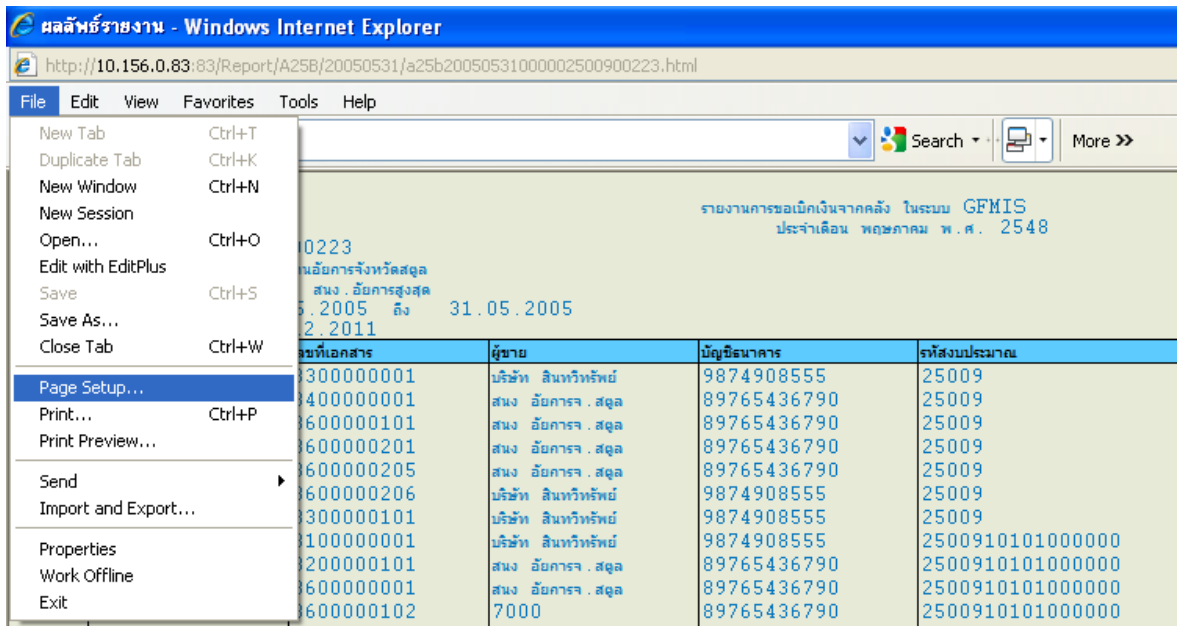 ผลลัพธ์รายงาน - Windows Internet Explorer
http://10.156.0.83:83/Report/A25B/20050531/a25b20050531000002500900223.html
File Edit View Favorites Tools Help
New Tab Ctrl+T
Search More >>
Duplicate Tab Ctrl+K
New Window Ctrl+N
New Session
รายงานการขอเบิกเงินจากคลัง ในระบบ GFMIS
ประจำเดือน พฤษภาคม พ.ศ. 2548
Open... Ctrl+O
00223
Edit with EditPlus
านอัยการจังหวัดสตูล
Save Ctrl+S
สนง.อัยการสูงสุด
Save As...
5.2005 ถึง 31.05.2005
2.2011
Close Tab Ctrl+W
ลขที่เอกสาร ผู้ขาย บัญชีธนาคาร รหัสงบประมาณ
Page Setup...
3300000001 บริษัท สินทวีทรัพย์ 9874908555 25009
Print... Ctrl+P
3400000001 สนง อัยการจ.สตูล 89765436790 25009
3600000101 สนง อัยการจ.สตูล 89765436790 25009
Print Preview...
3600000201 สนง อัยการจ.สตูล 89765436790 25009
3600000205 สนง อัยการจ.สตูล 89765436790 25009
Send
3600000206 บริษัท สินทวีทรัพย์ 9874908555 25009
Import and Export...
3300000101 บริษัท สินทวีทรัพย์ 9874908555 25009
3100000001 บริษัท สินทวีทรัพย์ 9874908555 2500910101000000
Properties
3200000101 สนง อัยการจ.สตูล 89765436790 2500910101000000
Work Offline
3600000001 สนง อัยการจ.สตูล 89765436790 2500910101000000
Exit
3600000102 7000 89765436790 2500910101000000